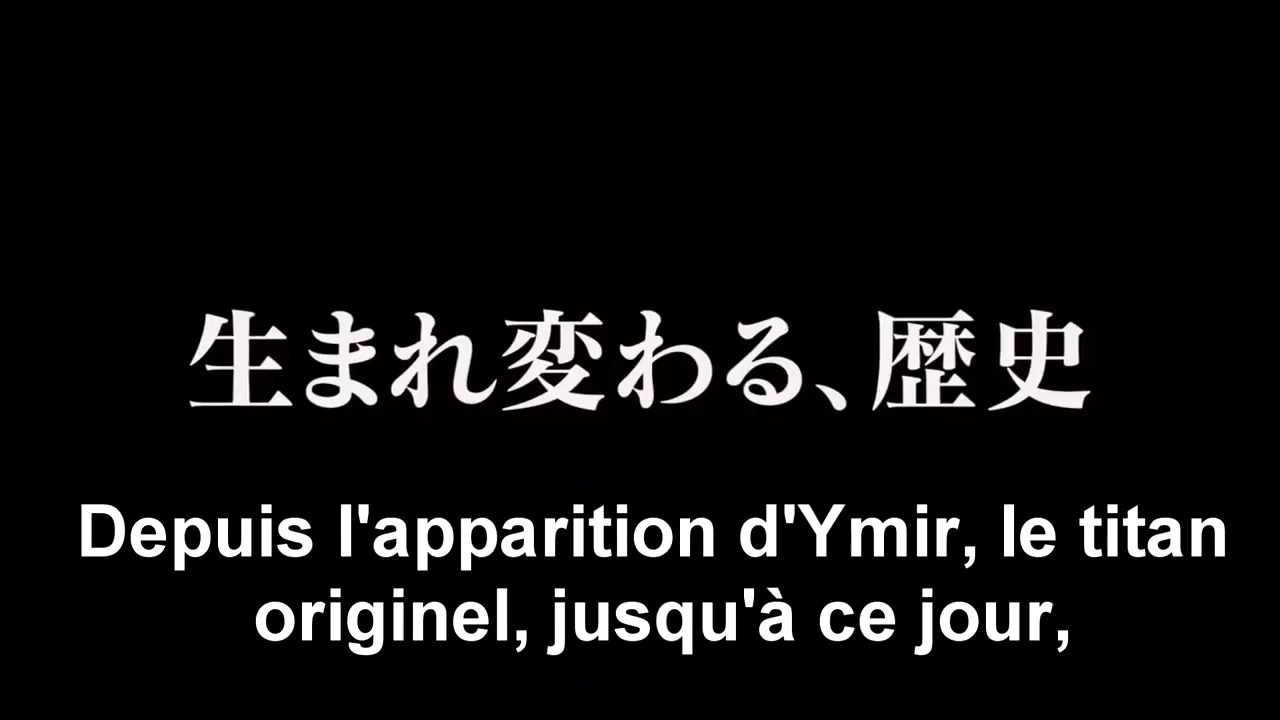 生まれ変わる、歴史
Depuis l'apparition d'Ymir, le titan
originel, jusqu'à ce jour,